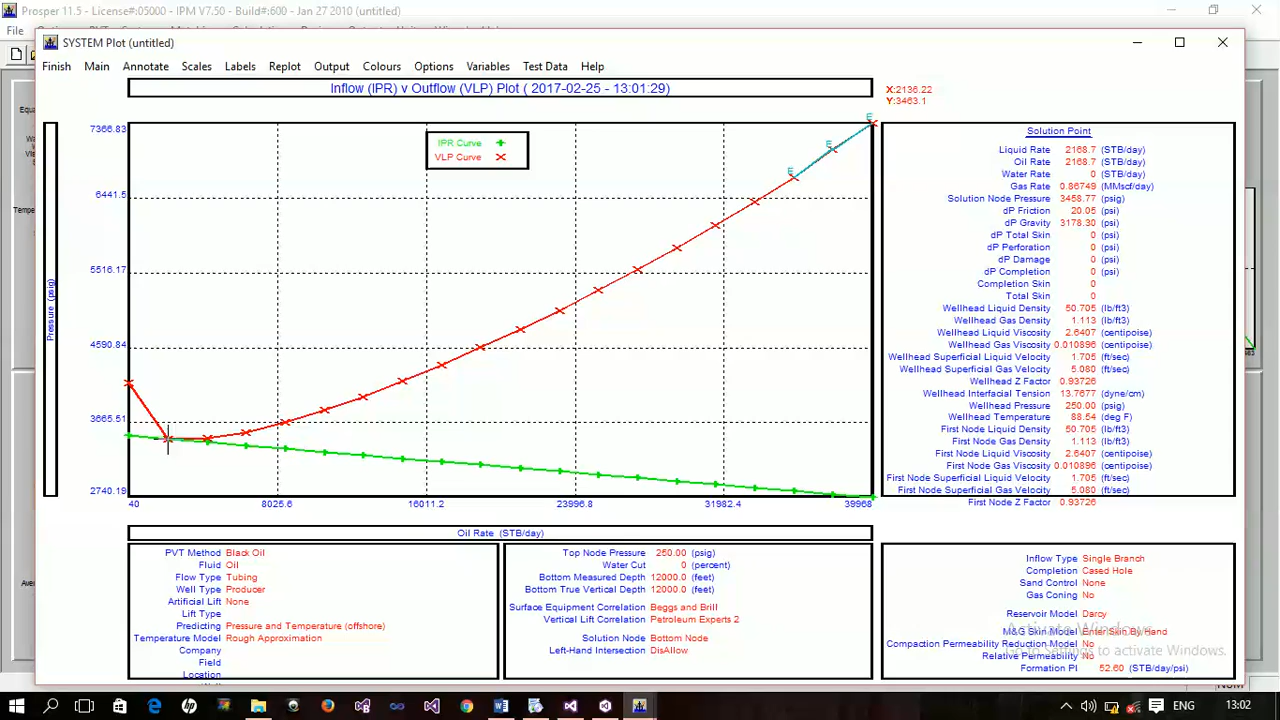 Prosper 11.5 - License#:05000 - IPM V7.50 - Build#:600 - Jan 27 2010 (untitled)
File
SYSTEM Plot (untitled)
Finish Main Annotate Scales Labels Replot Output Colours Options Variables Test Data Help
Inflow (IPR) v Outflow (VLP) Plot ( 2017-02-25 - 13:01:29)
X:2136.22
Y:3463.1
7366.83
6441.5
5516.17
4590.84
3665.51
2740.19
Pressure (psig)
IPR Curve
VLP Curve
E
E
E
40 8025.6 16011.2 23996.8 31982.4 39968
Oil Rate (STB/day)
Solution Point
Liquid Rate 2168.7 (STB/day)
Oil Rate 2168.7 (STB/day)
Water Rate 0 (STB/day)
Gas Rate 0.86749 (MMscf/day)
Solution Node Pressure 3458.77 (psig)
dP Friction 20.05 (psi)
dP Gravity 3178.30 (psi)
dP Total Skin 0 (psi)
dP Perforation 0 (psi)
dP Damage 0 (psi)
dP Completion 0 (psi)
Completion Skin 0
Total Skin 0
Wellhead Liquid Density 50.705 (lb/ft3)
Wellhead Gas Density 1.113 (lb/ft3)
Wellhead Liquid Viscosity 2.6407 (centipoise)
Wellhead Gas Viscosity 0.010896 (centipoise)
Wellhead Superficial Liquid Velocity 1.705 (ft/sec)
Wellhead Superficial Gas Velocity 5.080 (ft/sec)
Wellhead Z Factor 0.93726
Wellhead Interfacial Tension 13.7677 (dyne/cm)
Wellhead Pressure 250.00 (psig)
Wellhead Temperature 88.54 (deg F)
First Node Liquid Density 50.705 (lb/ft3)
First Node Gas Density 1.113 (lb/ft3)
First Node Liquid Viscosity 2.6407 (centipoise)
First Node Gas Viscosity 0.010896 (centipoise)
First Node Superficial Liquid Velocity 1.705 (ft/sec)
First Node Superficial Gas Velocity 5.080 (ft/sec)
First Node Z Factor 0.93726
PVT Method Black Oil
Fluid Oil
Flow Type Tubing
Well Type Producer
Artificial Lift None
Lift Type
Predicting Pressure and Temperature (offshore)
Temperature Model Rough Approximation
Company
Field
Location
Top Node Pressure 250.00 (psig)
Water Cut 0 (percent)
Bottom Measured Depth 12000.0 (feet)
Bottom True Vertical Depth 12000.0 (feet)
Surface Equipment Correlation Beggs and Brill
Vertical Lift Correlation Petroleum Experts 2
Solution Node Bottom Node
Left-Hand Intersection DisAllow
Inflow Type Single Branch
Completion Cased Hole
Sand Control None
Gas Coning No
Reservoir Model Darcy
M&G Skin Model Enter Skin By Hand
Compaction Permeability Reduction Model No
Relative Permeability No
Formation PI 52.60 (STB/day/psi)
Activate Windows
Go to Settings to activate Windows.
13:02